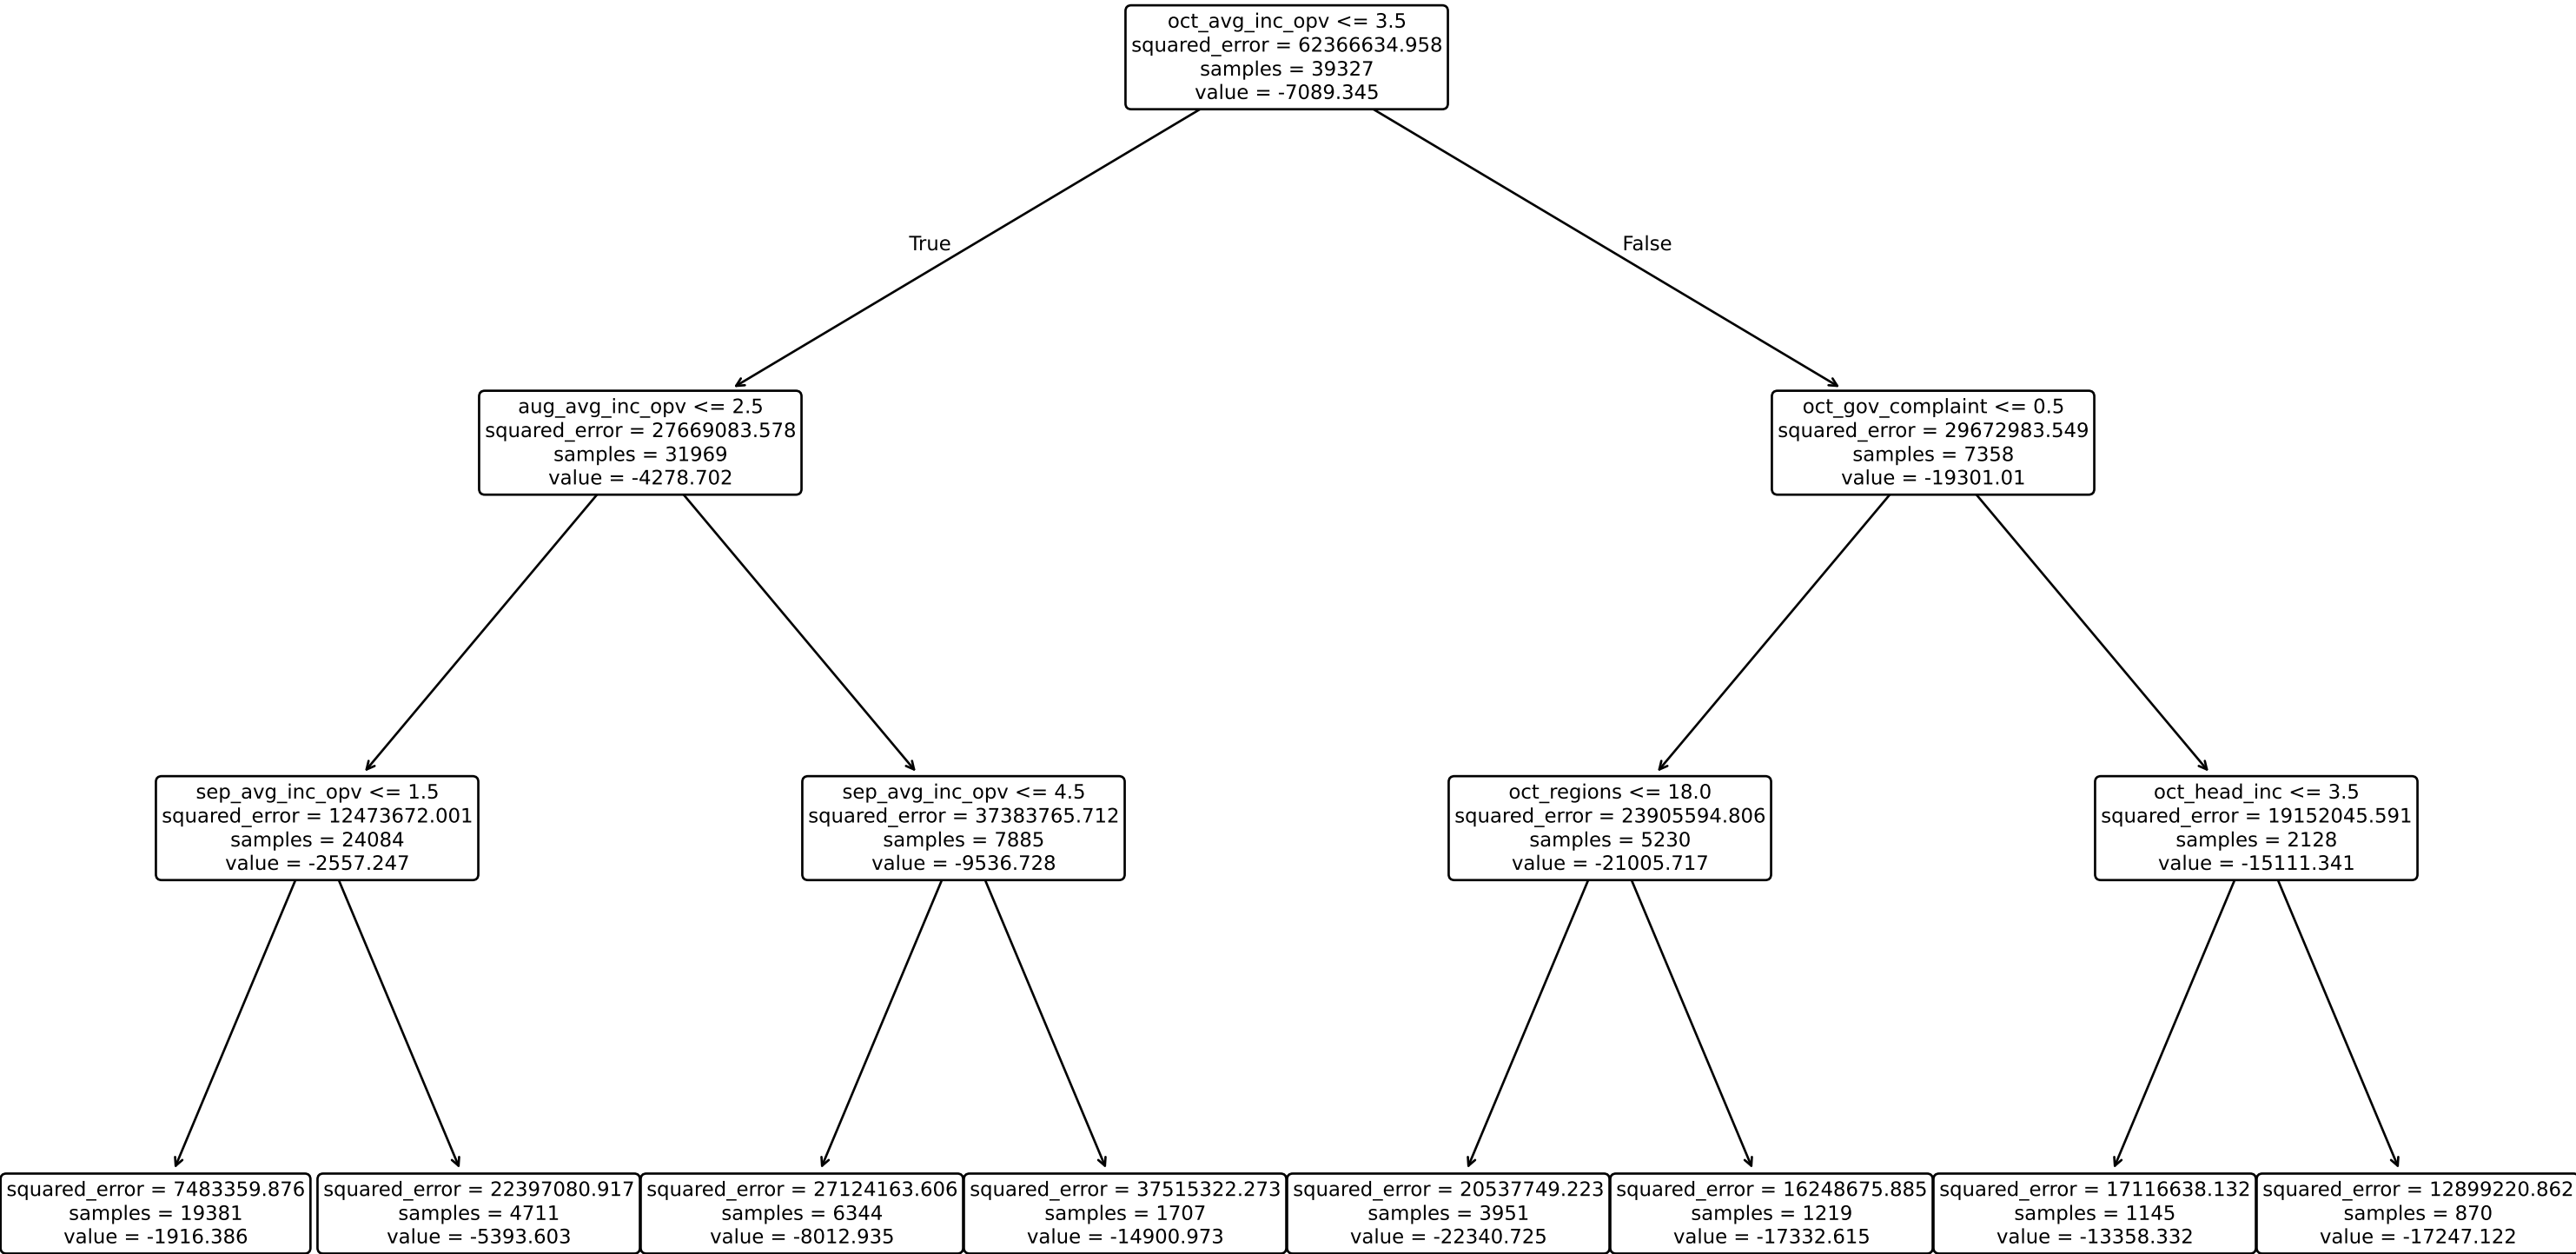 oct_avg_inc_opv <= 3.5
squared_error = 62366634.958
samples = 39327
value = -7089.345
True
False
aug_avg_inc_opv <= 2.5
squared_error = 27669083.578
samples = 31969
value = -4278.702
oct_gov_complaint <= 0.5
squared_error = 29672983.549
samples = 7358
value = -19301.01
sep_avg_inc_opv <= 1.5
squared_error = 12473672.001
samples = 24084
value = -2557.247
sep_avg_inc_opv <= 4.5
squared_error = 37383765.712
samples = 7885
value = -9536.728
oct_regions <= 18.0
squared_error = 23905594.806
samples = 5230
value = -21005.717
oct_head_inc <= 3.5
squared_error = 19152045.591
samples = 2128
value = -15111.341
squared_error = 7483359.876
samples = 19381
value = -1916.386
squared_error = 22397080.917
samples = 4711
value = -5393.603
squared_error = 27124163.606
samples = 6344
value = -8012.935
squared_error = 37515322.273
samples = 1707
value = -14900.973
squared_error = 20537749.223
samples = 3951
value = -22340.725
squared_error = 16248675.885
samples = 1219
value = -17332.615
squared_error = 17116638.132
samples = 1145
value = -13358.332
squared_error = 12899220.862
samples = 870
value = -17247.122